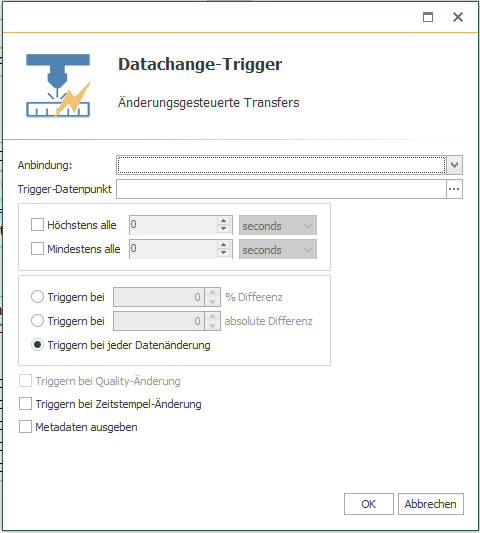 Datachange-Trigger
Änderungsgesteuerte Transfers
Anbindung:
Trigger-Datenpunkt ...
Höchstens alle 0 seconds
Mindestens alle 0 seconds
Triggern bei 0 % Differenz
Triggern bei 0 absolute Differenz
Triggern bei jeder Datenänderung
Triggern bei Quality-Änderung
Triggern bei Zeitstempel-Änderung
Metadaten ausgeben
OK Abbrechen